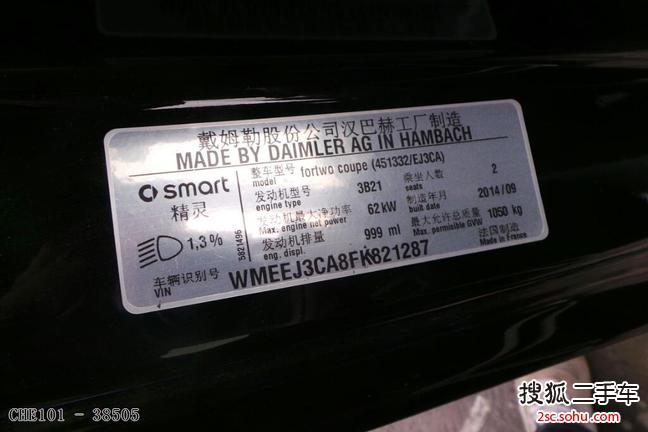 戴姆勒股份公司汉巴赫工厂制造
MADE BY DAIMLER AG IN HAMBACH
smart
精灵
1,3%
5821496
整车型号 fortwo coupe (451332/EJ3CA) 乘坐人数 2
model seats
发动机型号 3B21 制造年月 2014/09
engine type built date
发动机最大净功率 62 kW 最大允许总质量 1050 kg
Max. engine net power Max. permissible GVW
发动机排量 999 ml 法国制造
eng. displ. Made in France
车辆识别号 WMEEJ3CA8FK821287
VIN
CHE101 - 38505
搜狐二手车
2sc.sohu.com